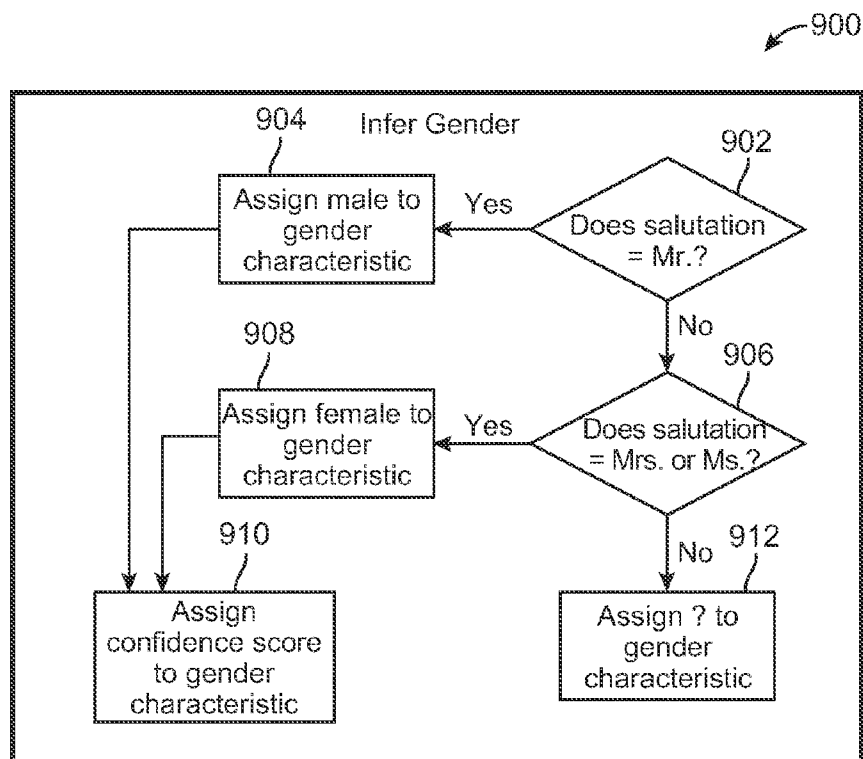 900
Infer Gender
904
Assign male to
gender
characteristic
Yes
902
Does salutation
= Mr.?
No
908
Assign female to
gender
characteristic
Yes
906
Does salutation
= Mrs. or Ms.?
No
910
Assign
confidence score
to gender
characteristic
912
Assign ? to
gender
characteristic